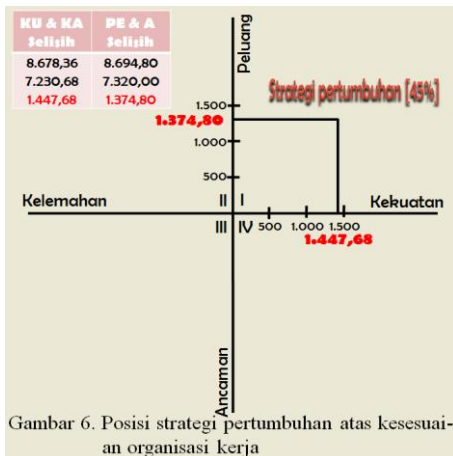 KU & KA PE & A
Selisih Selisih
8.678,36 8.694,80
7.230,68 7.320,00
1.447,68 1.374,80
Peluang
Strategi pertumbuhan [45%]
1.500
1.374,80
1.000
500
Kelemahan II I Kekuatan
III IV 500 1.000 1.500
1.447,68
Ancaman
Gambar 6. Posisi strategi pertumbuhan atas kesesuai-
an organisasi kerja